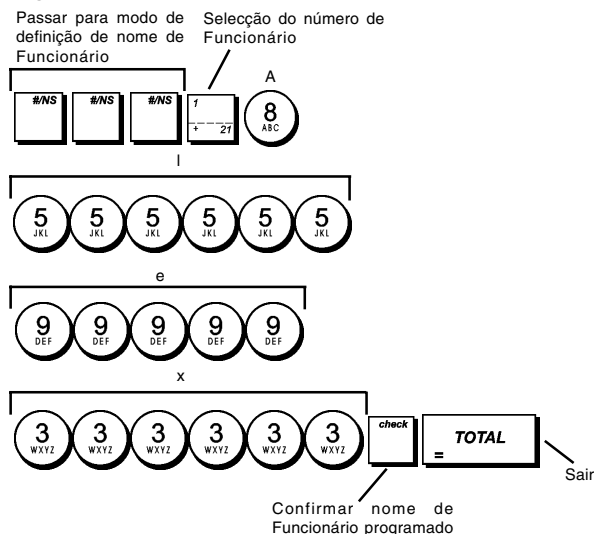 Passar para modo de
definição de nome de
Funcionário
Selecção do número de
Funcionário
#/NS #/NS #/NS 1 + 21 A 8 ABC
l
5 JKL 5 JKL 5 JKL 5 JKL 5 JKL 5 JKL
e
9 DEF 9 DEF 9 DEF 9 DEF 9 DEF
x
3 WXYZ 3 WXYZ 3 WXYZ 3 WXYZ 3 WXYZ 3 WXYZ check = TOTAL
Sair
Confirmar nome de
Funcionário programado